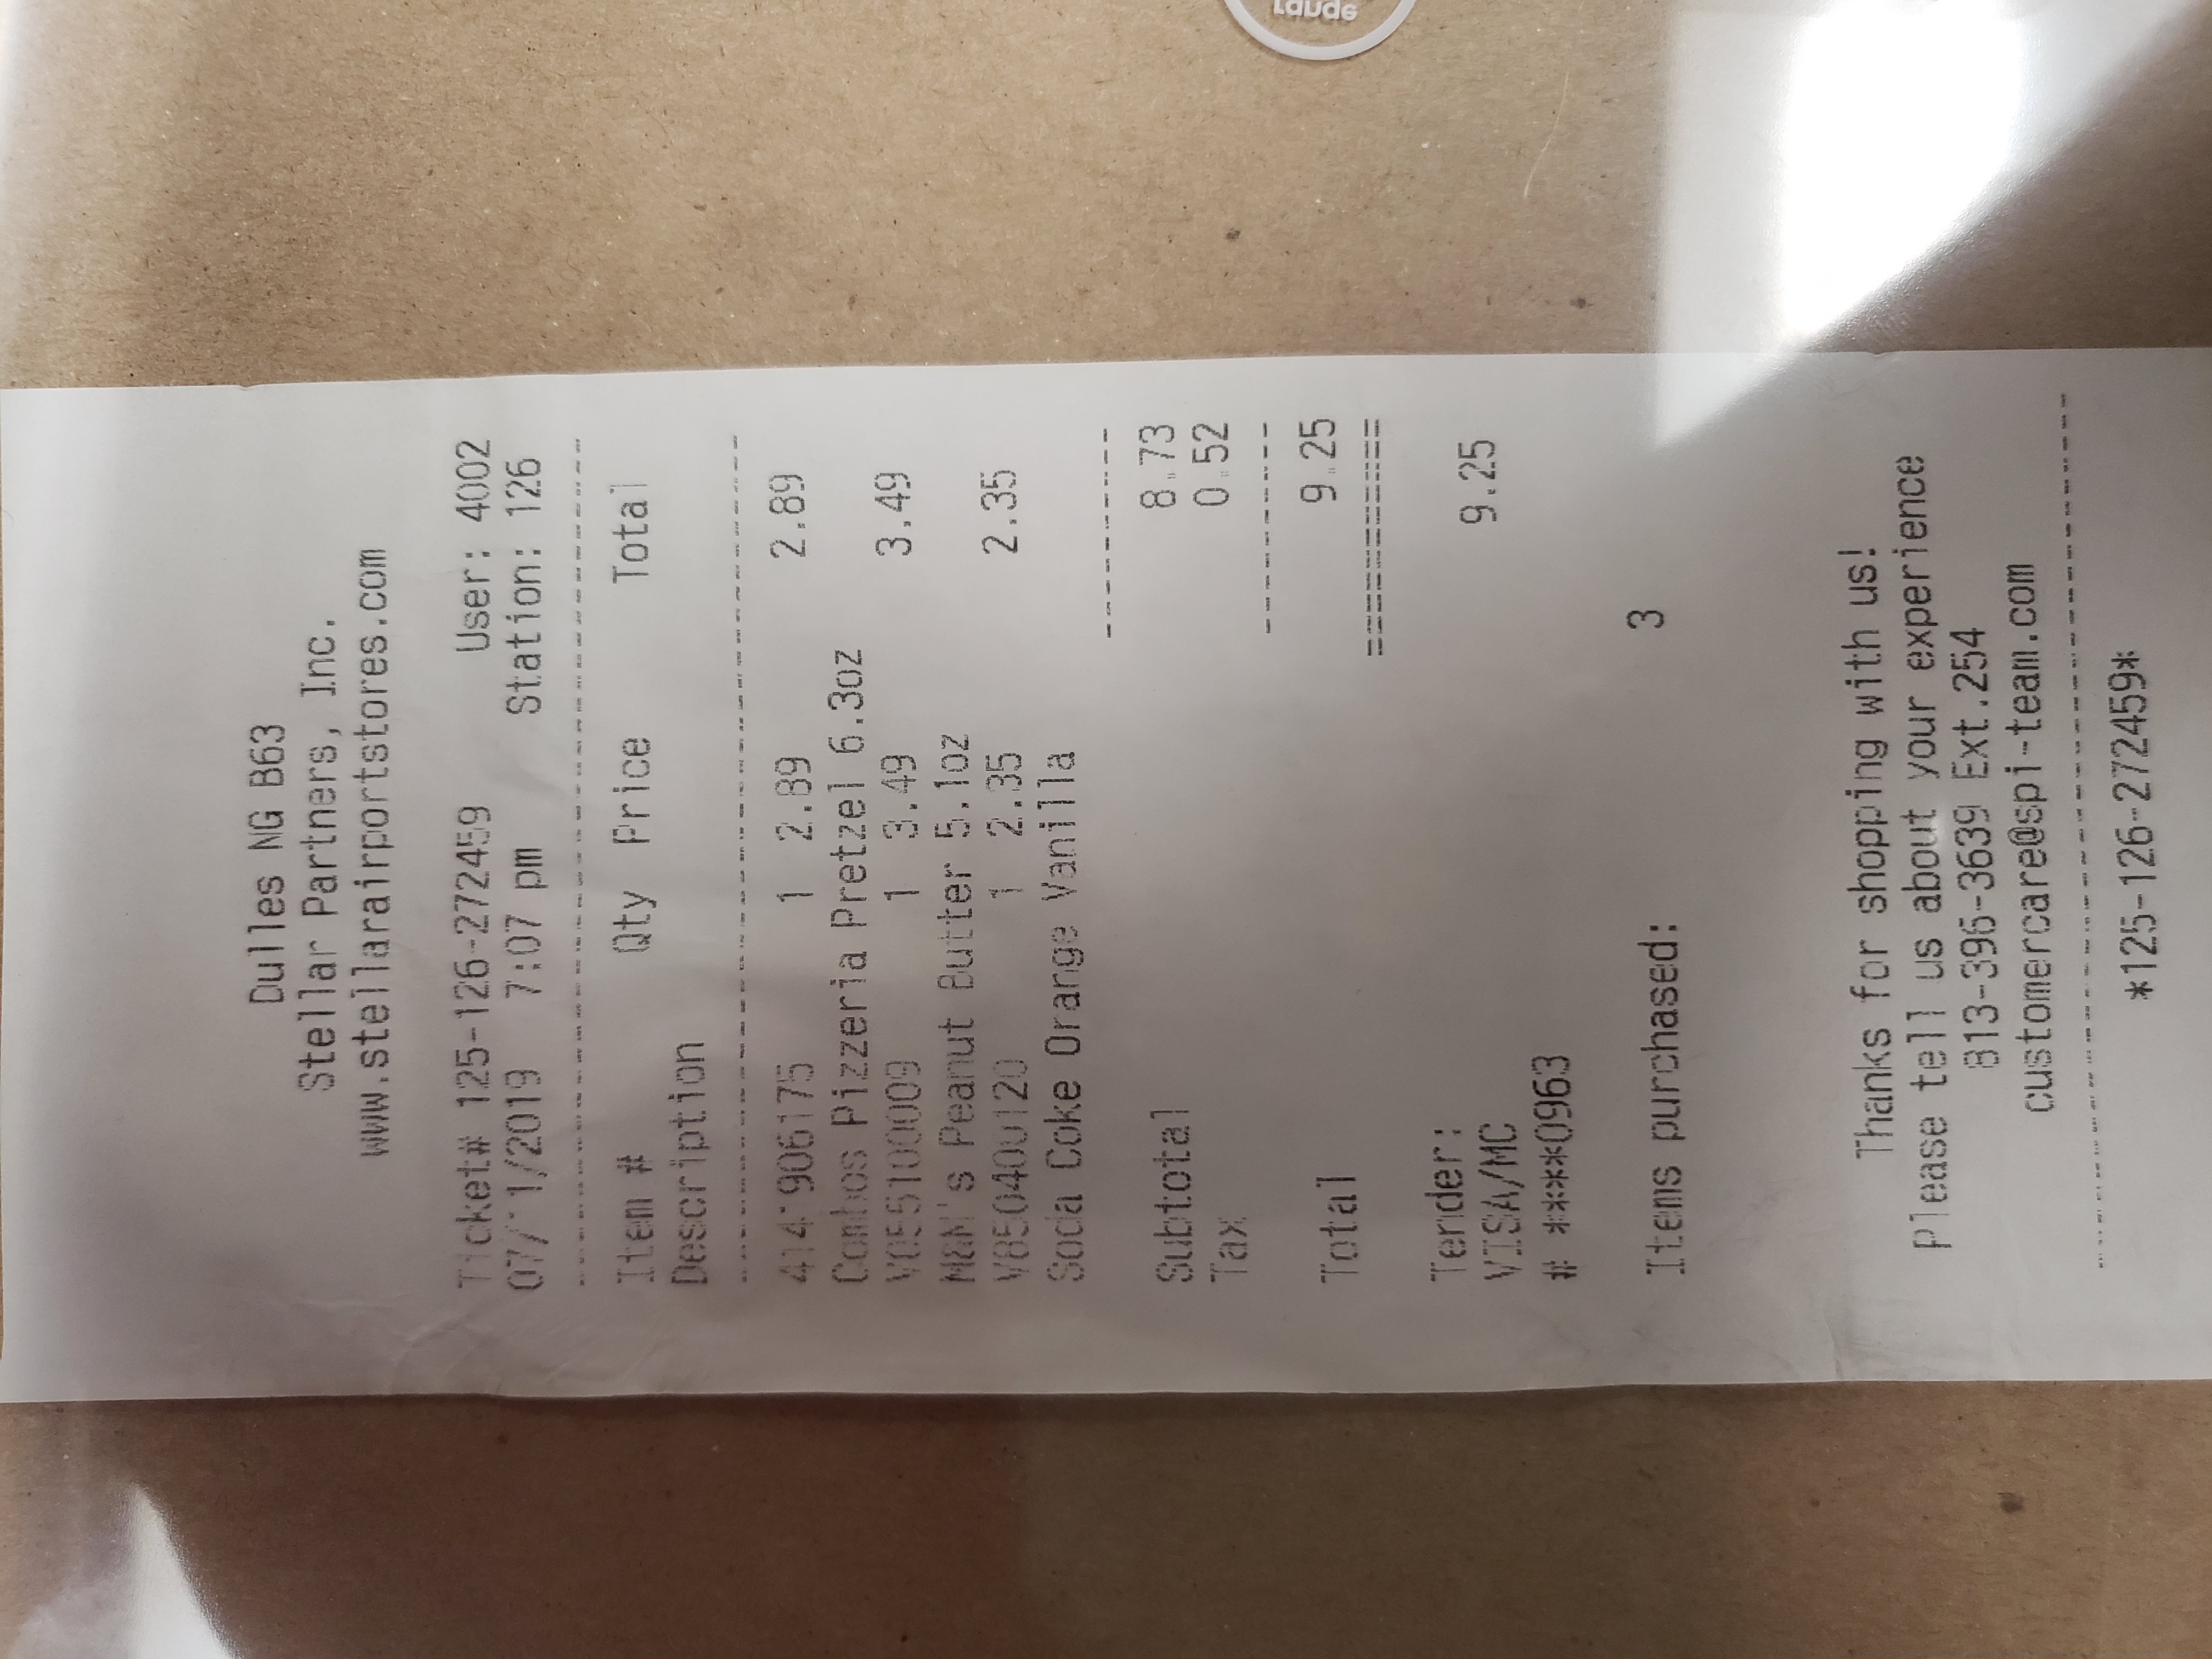 range
Dulles NG B63
Stellar Partners, Inc.
www.stellarairportstores.com
Ticket# 125-126-272459 User: 4002
07/11/2019 7:07 pm Station: 126
Item # Qty Price Total
Description
1 2.89 2.89
Combos Pizzeria Pretzel 6.3oz
V055100009 1 3.49 3.49
M&M's Peanut Butter 5.1oz
V850400120 1 2.35 2.35
Soda Coke Orange Vanilla
Subtotal 8.73
Tax 0.52
Total 9.25
Tender:
VISA/MC 9.25
# ****0963
Items purchased: 3
Thanks for shopping with us!
Please tell us about your experience
813-396-3639 Ext.254
customercare@spi-team.com
*125-126-272459*